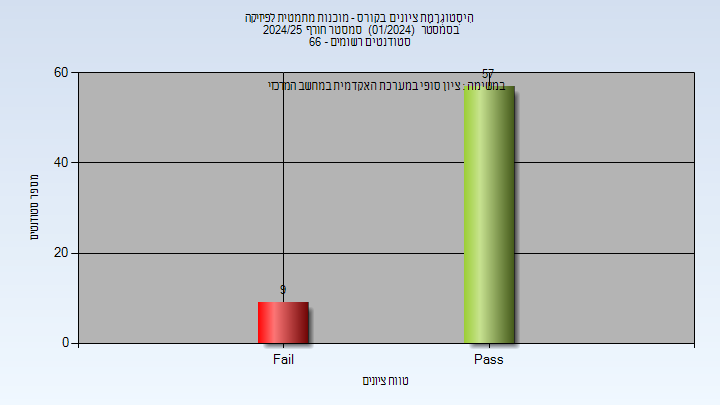 היסטוגרמת ציונים בקורס - מוכנות מתמטית לפיזיקה
בסמסטר (01/2024) סמסטר חורף 2024/25
סטודנטים רשומים - 66
במשימה : ציון סופי במערכת האקדמית במחשב המרכזי
60
40
20
0
מספר סטודנטים
9
57
Fail
Pass
טווח ציונים